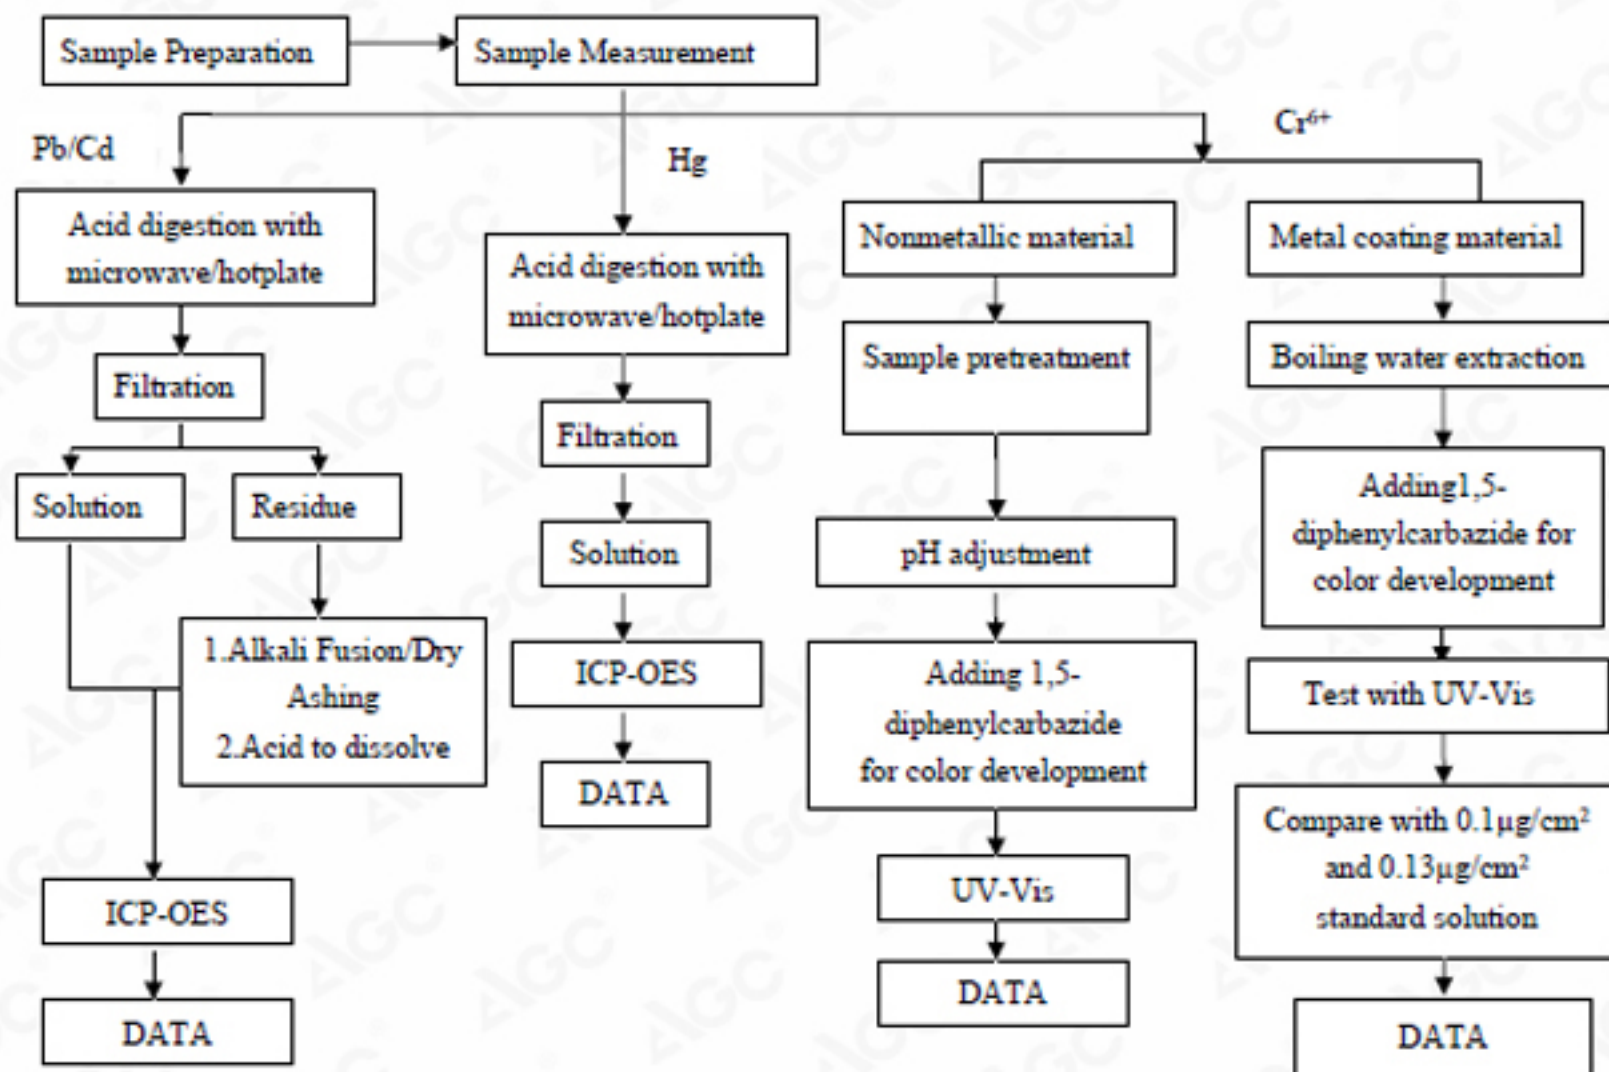 Sample Preparation
Sample Measurement
Pb/Cd
Hg
Cr⁶⁺
Acid digestion with
microwave/hotplate
Filtration
Solution
Residue
1.Alkali Fusion/Dry
Ashing
2.Acid to dissolve
ICP-OES
DATA
Acid digestion with
microwave/hotplate
Filtration
Solution
ICP-OES
DATA
Nonmetallic material
Sample pretreatment
pH adjustment
Adding 1,5-
diphenylcarbazide
for color development
UV-Vis
DATA
Metal coating material
Boiling water extraction
Adding1,5-
diphenylcarbazide for
color development
Test with UV-Vis
Compare with 0.1µg/cm²
and 0.13µg/cm²
standard solution
DATA